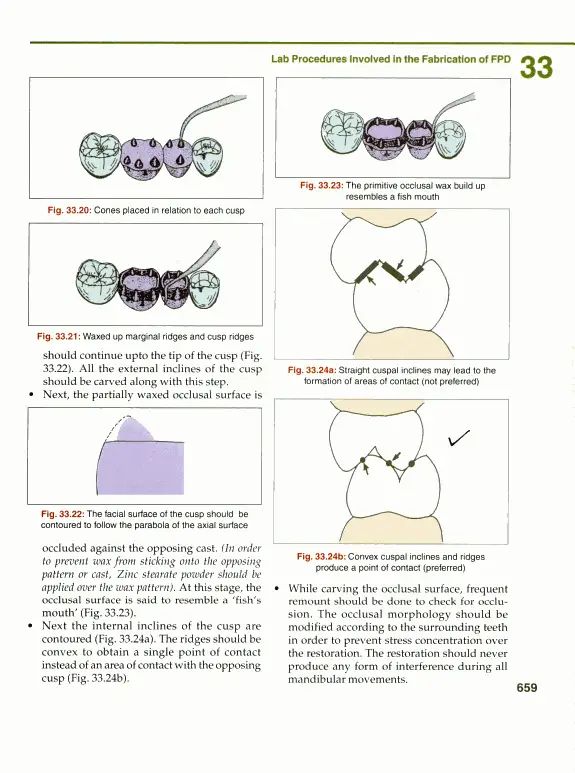 Lab Procedures Involved in the Fabrication of FPD
33
Fig. 33.20: Cones placed in relation to each cusp
Fig. 33.21: Waxed up marginal ridges and cusp ridges
should continue upto the tip of the cusp (Fig.
33.22). All the external inclines of the cusp
should be carved along with this step.
• Next, the partially waxed occlusal surface is
Fig. 33.22: The facial surface of the cusp should be
contoured to follow the parabola of the axial surface
occluded against the opposing cast. (In order
to prevent wax from sticking onto the opposing
pattern or cast, Zinc stearate powder should be
applied over the wax pattern). At this stage, the
occlusal surface is said to resemble a ‘fish’s
mouth’ (Fig. 33.23).
• Next the internal inclines of the cusp are
contoured (Fig. 33.24a). The ridges should be
convex to obtain a single point of contact
instead of an area of contact with the opposing
cusp (Fig. 33.24b).
Fig. 33.23: The primitive occlusal wax build up
resembles a fish mouth
Fig. 33.24a: Straight cuspal inclines may lead to the
formation of areas of contact (not preferred)
Fig. 33.24b: Convex cuspal inclines and ridges
produce a point of contact (preferred)
• While carving the occlusal surface, frequent
remount should be done to check for occlu-
sion. The occlusal morphology should be
modified according to the surrounding teeth
in order to prevent stress concentration over
the restoration. The restoration should never
produce any form of interference during all
mandibular movements.
659